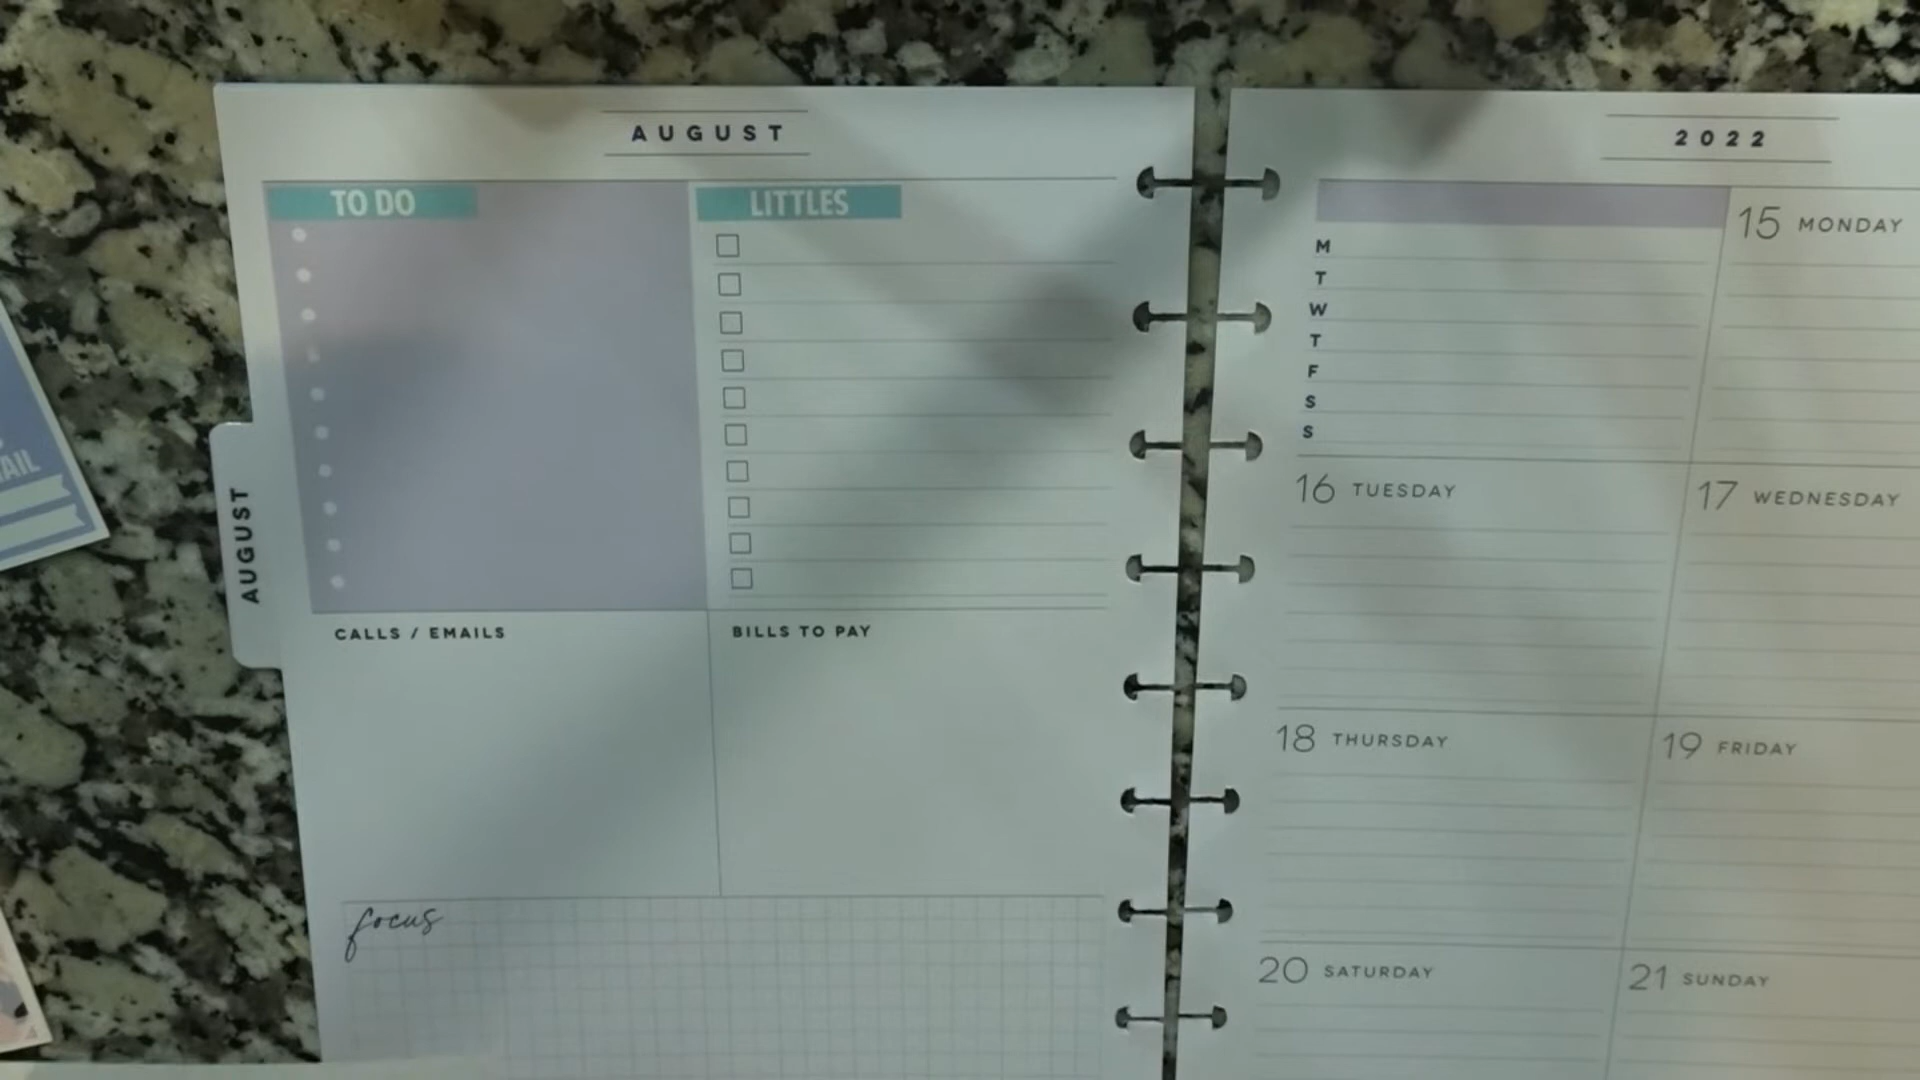 AUGUST
TO DO
LITTLES
AUGUST
CALLS / EMAILS
BILLS TO PAY
focus
2022
M
T
W
T
F
S
S
15 MONDAY
16 TUESDAY
17 WEDNESDAY
18 THURSDAY
19 FRIDAY
20 SATURDAY
21 SUNDAY